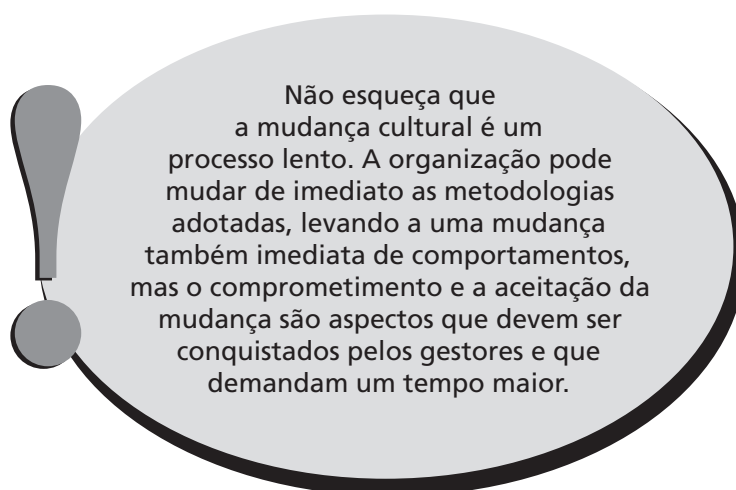 Não esqueça que
a mudança cultural é um
processo lento. A organização pode
mudar de imediato as metodologias
adotadas, levando a uma mudança
também imediata de comportamentos,
mas o comprometimento e a aceitação da
mudança são aspectos que devem ser
conquistados pelos gestores e que
demandam um tempo maior.